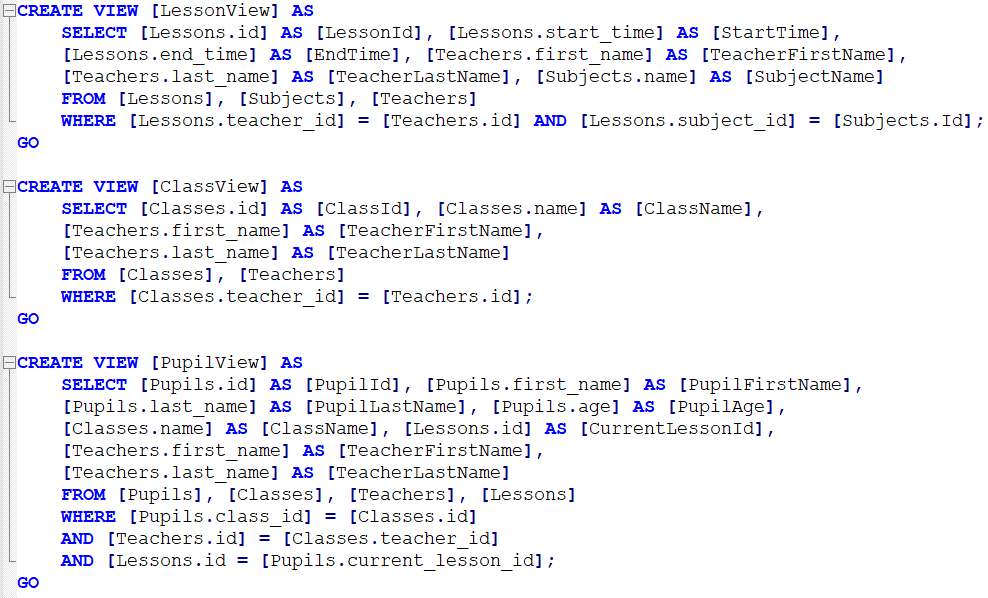 CREATE VIEW [LessonView] AS
SELECT [Lessons.id] AS [LessonId], [Lessons.start_time] AS [StartTime],
[Lessons.end_time] AS [EndTime], [Teachers.first_name] AS [TeacherFirstName],
[Teachers.last_name] AS [TeacherLastName], [Subjects.name] AS [SubjectName]
FROM [Lessons], [Subjects], [Teachers]
WHERE [Lessons.teacher_id] = [Teachers.id] AND [Lessons.subject_id] = [Subjects.Id];
GO
CREATE VIEW [ClassView] AS
SELECT [Classes.id] AS [ClassId], [Classes.name] AS [ClassName],
[Teachers.first_name] AS [TeacherFirstName],
[Teachers.last_name] AS [TeacherLastName]
FROM [Classes], [Teachers]
WHERE [Classes.teacher_id] = [Teachers.id];
GO
CREATE VIEW [PupilView] AS
SELECT [Pupils.id] AS [PupilId], [Pupils.first_name] AS [PupilFirstName],
[Pupils.last_name] AS [PupilLastName], [Pupils.age] AS [PupilAge],
[Classes.name] AS [ClassName], [Lessons.id] AS [CurrentLessonId],
[Teachers.first_name] AS [TeacherFirstName],
[Teachers.last_name] AS [TeacherLastName]
FROM [Pupils], [Classes], [Teachers], [Lessons]
WHERE [Pupils.class_id] = [Classes.id]
AND [Teachers.id] = [Classes.teacher_id]
AND [Lessons.id = [Pupils.current_lesson_id];
GO